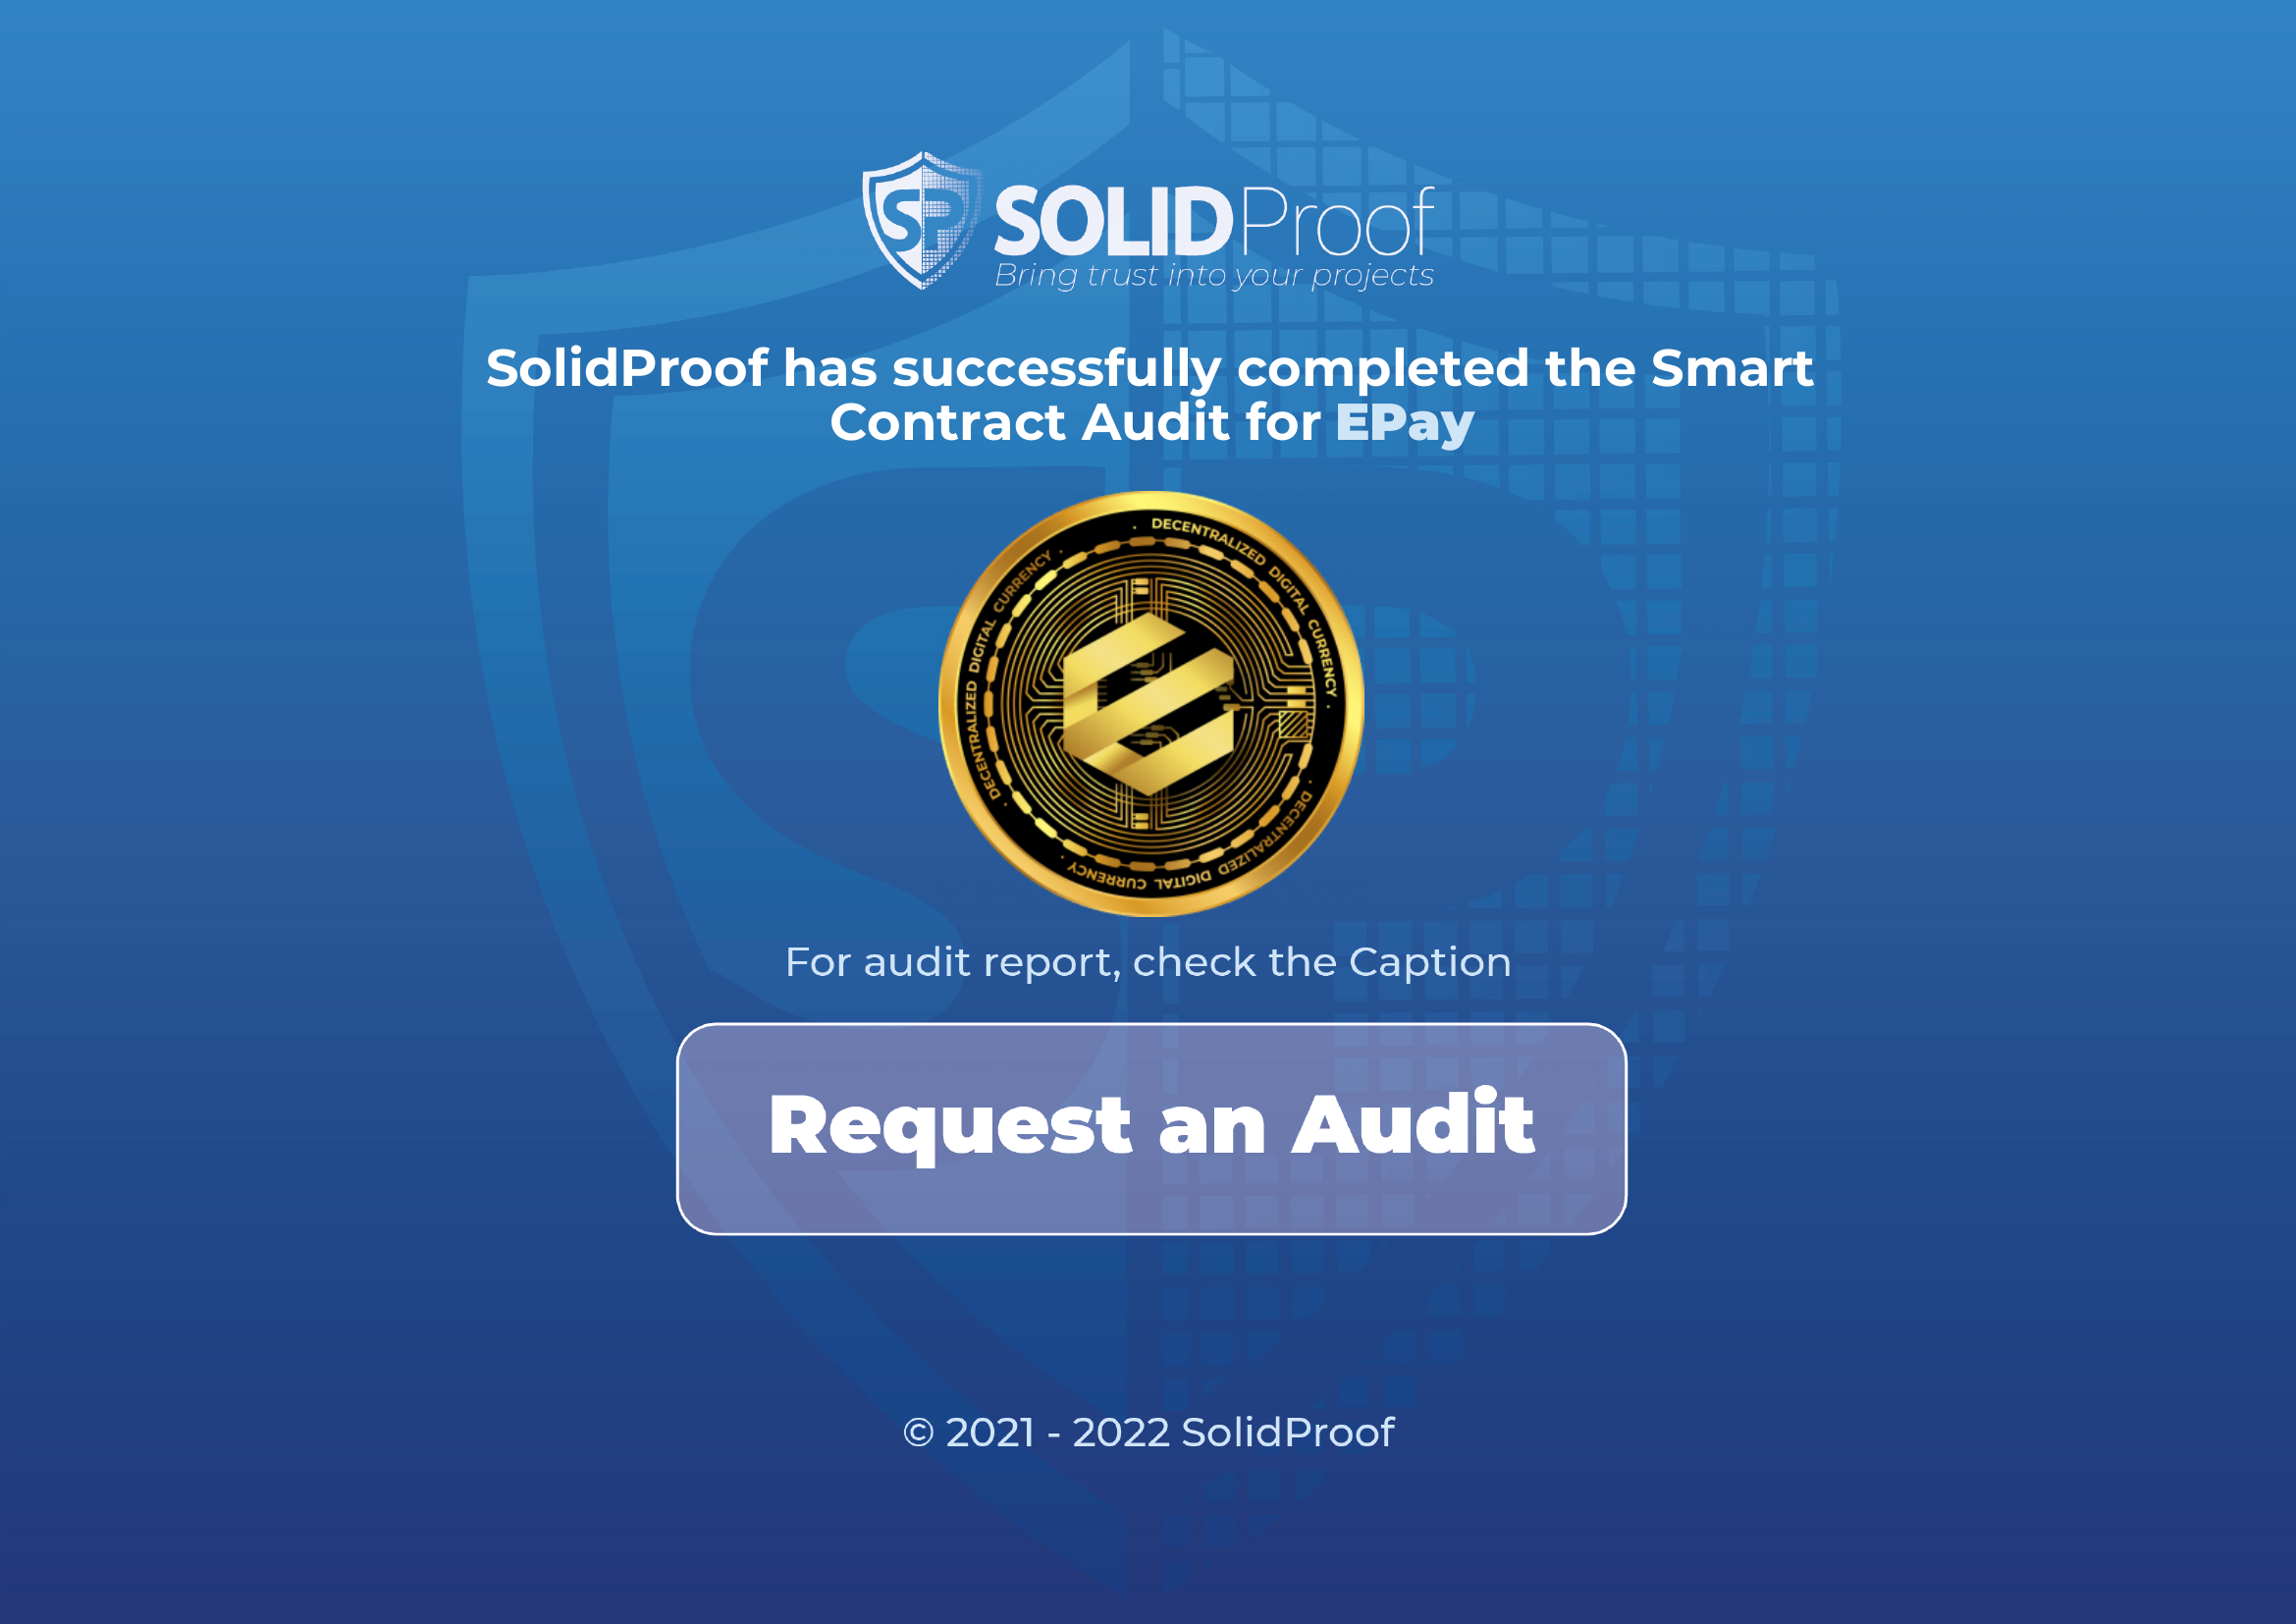 SP SOLIDProof
Bring trust into your projects
SolidProof has successfully completed the Smart
Contract Audit for EPay
· DECENTRALIZED DIGITAL CURRENCY ·
· DECENTRALIZED DIGITAL CURRENCY ·
· DECENTRALIZED DIGITAL CURRENCY ·
For audit report, check the Caption
Request an Audit
© 2021 - 2022 SolidProof